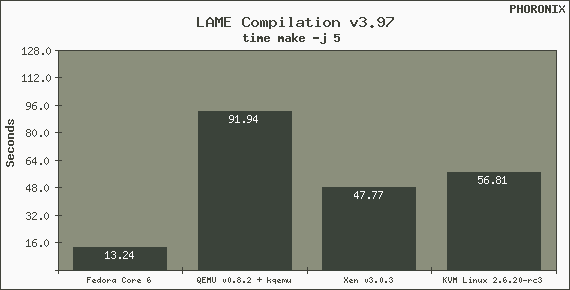 PHORONIX
LAME Compilation v3.97
time make -j 5
Seconds
128.0
112.0
96.0
80.0
64.0
48.0
32.0
16.0
13.24
91.94
47.77
56.81
Fedora Core 6
QEMU v0.8.2 + kqemu
Xen v3.0.3
KVM Linux 2.6.20-rc3